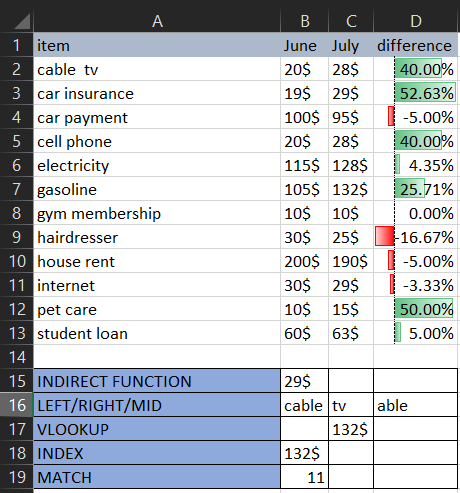 A B C D
1 item June July difference
2 cable  tv 20$ 28$ 40.00%
3 car insurance 19$ 29$ 52.63%
4 car payment 100$ 95$ -5.00%
5 cell phone 20$ 28$ 40.00%
6 electricity 115$ 128$ 4.35%
7 gasoline 105$ 132$ 25.71%
8 gym membership 10$ 10$ 0.00%
9 hairdresser 30$ 25$ -16.67%
10 house rent 200$ 190$ -5.00%
11 internet 30$ 29$ -3.33%
12 pet care 10$ 15$ 50.00%
13 student loan 60$ 63$ 5.00%
14
15 INDIRECT FUNCTION 29$
16 LEFT/RIGHT/MID cable tv able
17 VLOOKUP 132$
18 INDEX 132$
19 MATCH 11